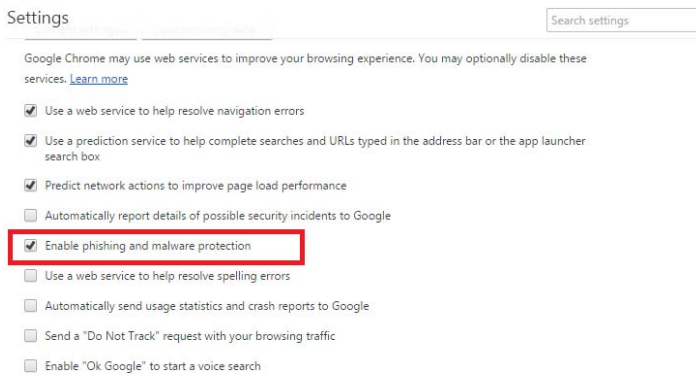 Settings
Search settings
Google Chrome may use web services to improve your browsing experience. You may optionally disable these
services. Learn more
Use a web service to help resolve navigation errors
Use a prediction service to help complete searches and URLs typed in the address bar or the app launcher
search box
Predict network actions to improve page load performance
Automatically report details of possible security incidents to Google
Enable phishing and malware protection
Use a web service to help resolve spelling errors
Automatically send usage statistics and crash reports to Google
Send a "Do Not Track" request with your browsing traffic
Enable "Ok Google" to start a voice search